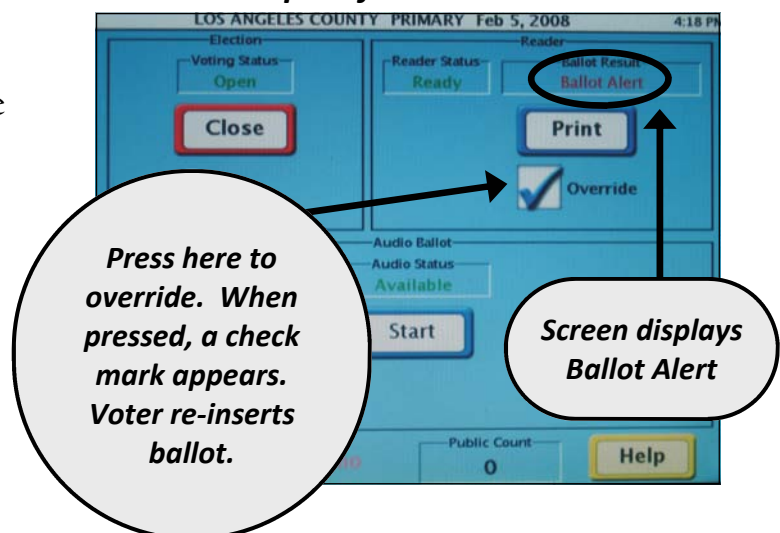 LOS ANGELES COUNTY PRIMARY Feb 5, 2008 4:18 PM
Election
Reader
Voting Status
Open
Reader Status
Ready
Ballot Result
Ballot Alert
Close
Print
Override
Audio Ballot
Audio Status
Available
Start
Press here to
override. When
pressed, a check
mark appears.
Voter re-inserts
ballot.
Screen displays
Ballot Alert
Public Count
0
Help